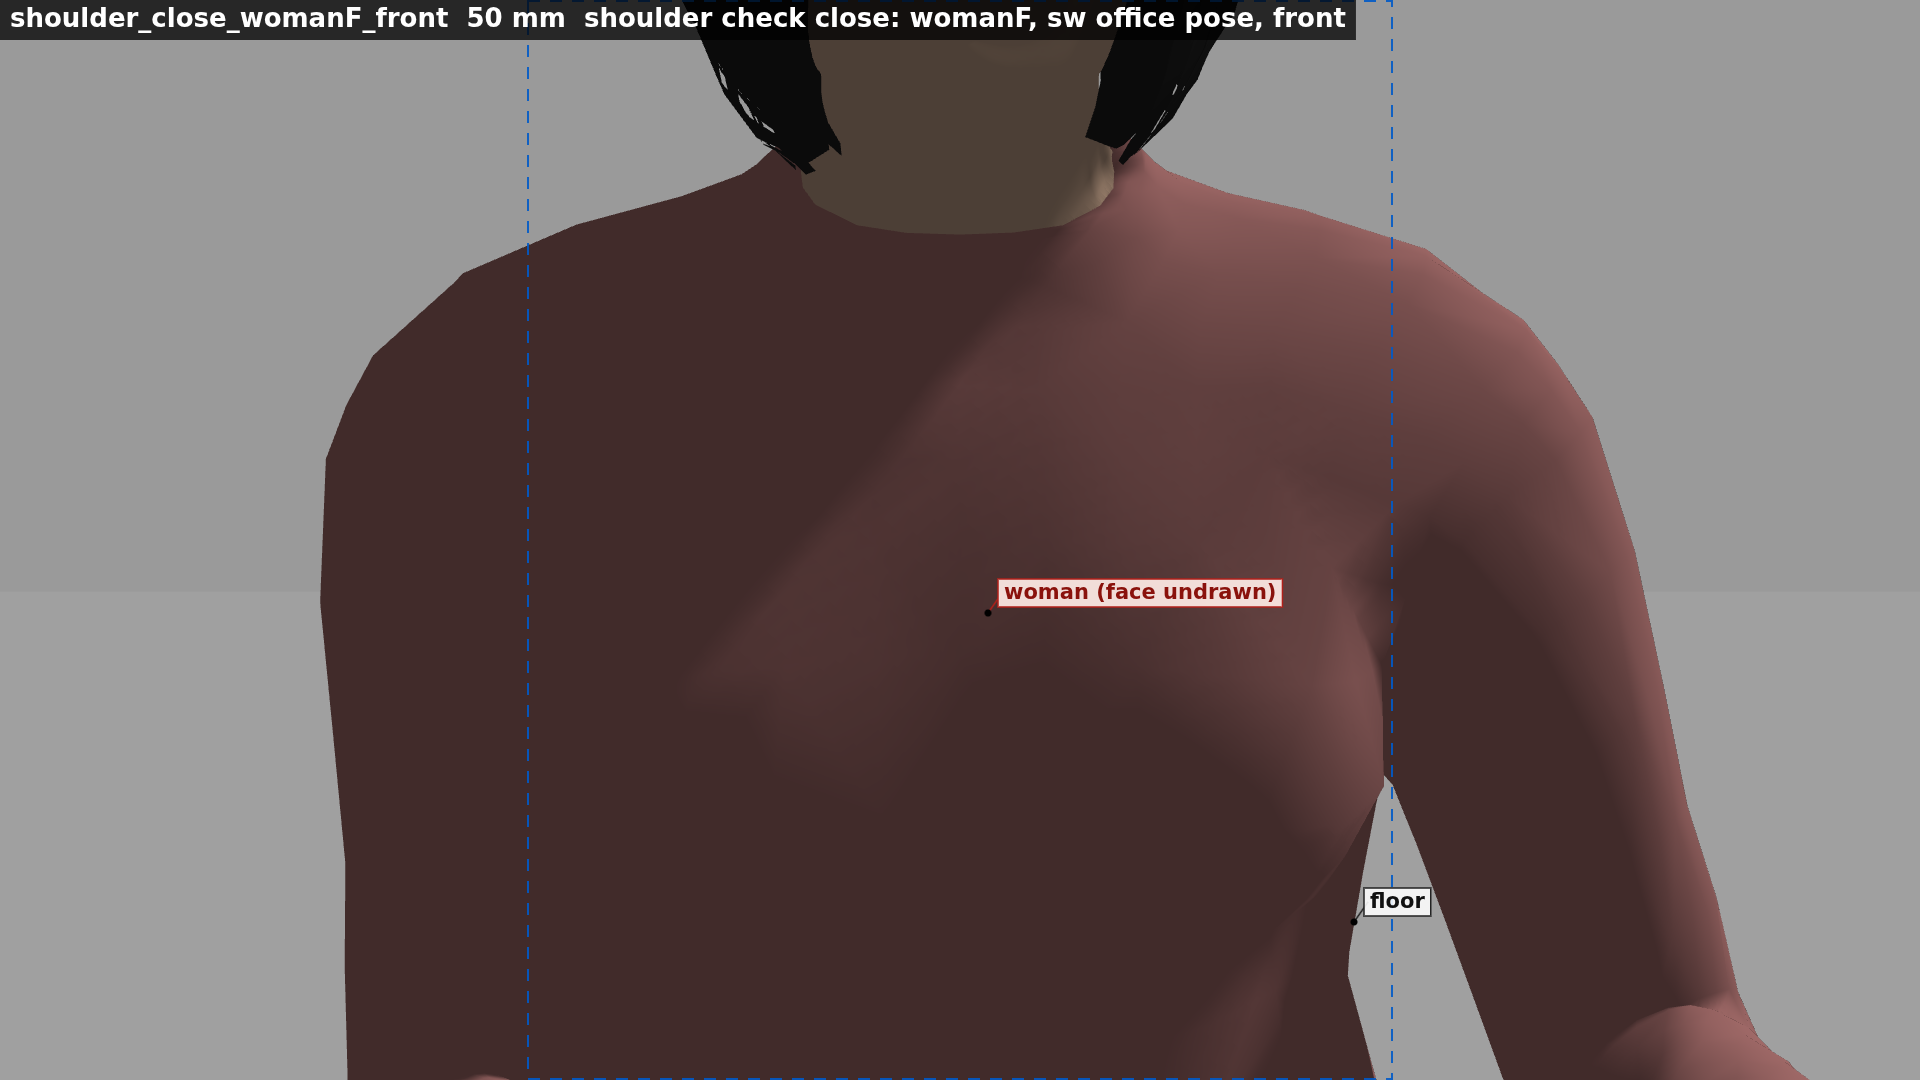 shoulder_close_womanF_front  50 mm  shoulder check close: womanF, sw office pose, front
woman (face undrawn)
floor